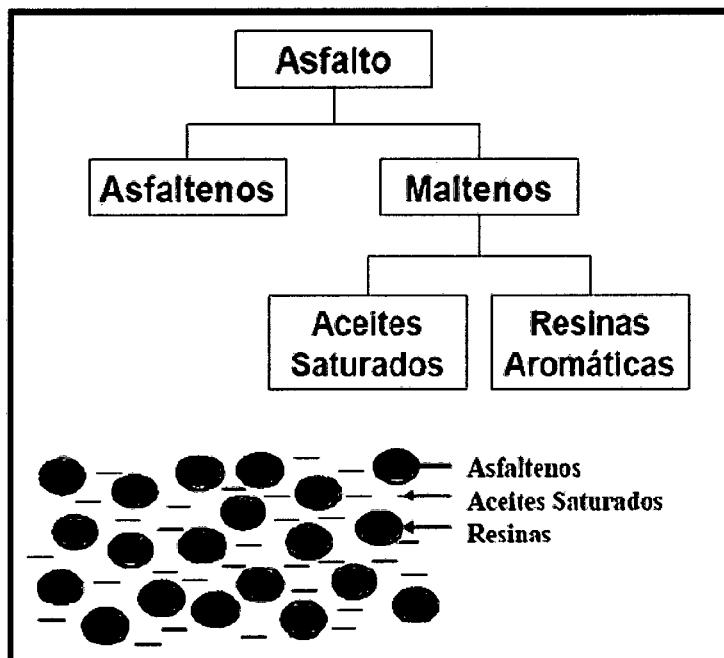 Asfalto
Asfaltenos
Maltenos
Aceites
Saturados
Resinas
Aromáticas
Asfaltenos
Aceites Saturados
Resinas